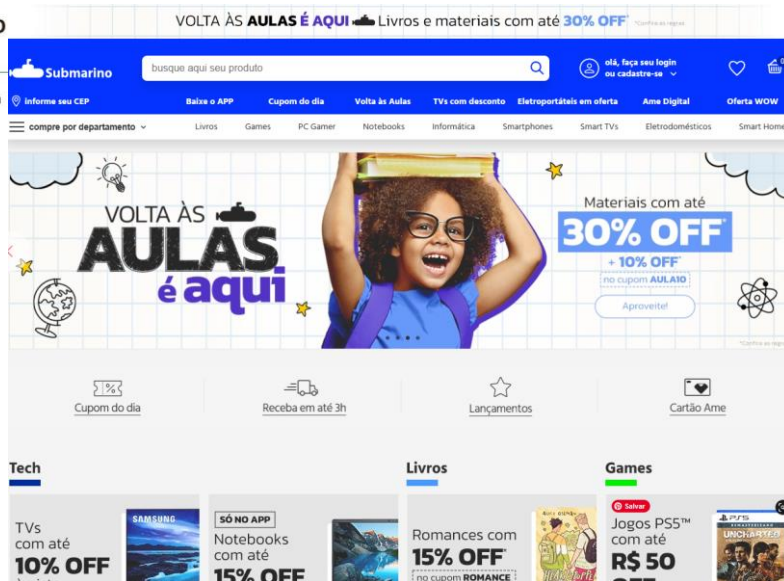 VOLTA ÀS AULAS É AQUI Livros e materiais com até 30% OFF* *Confira as regras
Submarino
busque aqui seu produto
olá, faça seu login
ou cadastre-se
informe seu CEP
Baixe o APP
Cupom do dia
Volta às Aulas
TVs com desconto
Eletroportáteis em oferta
Ame Digital
Oferta WOW
compre por departamento
Livros
Games
PC Gamer
Notebooks
Informática
Smartphones
Smart TVs
Eletrodomésticos
Smart Home
VOLTA ÀS
AULAS
é aqui
Materiais com até
30% OFF*
+ 10% OFF*
no cupom AULA10
Aproveite!
Cupom do dia
Receba em até 3h
Lançamentos
Cartão Ame
Tech
Livros
Games
TVs
com até
10% OFF
SAMSUNG
SÓ NO APP
Notebooks
com até
15% OFF
Romances com
15% OFF*
no cupom ROMANCE
Salvar
Jogos PS5™
com até
R$ 50
OFF
PS5
UNCHARTED